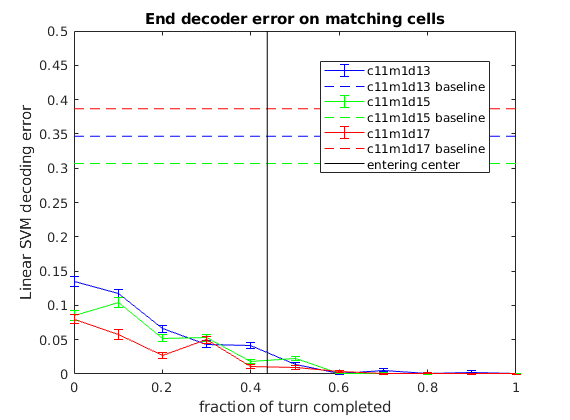 End decoder error on matching cells
Linear SVM decoding error
0.5
0.45
0.4
0.35
0.3
0.25
0.2
0.15
0.1
0.05
0
c11m1d13
c11m1d13 baseline
c11m1d15
c11m1d15 baseline
c11m1d17
c11m1d17 baseline
entering center
0 0.2 0.4 0.6 0.8 1
fraction of turn completed